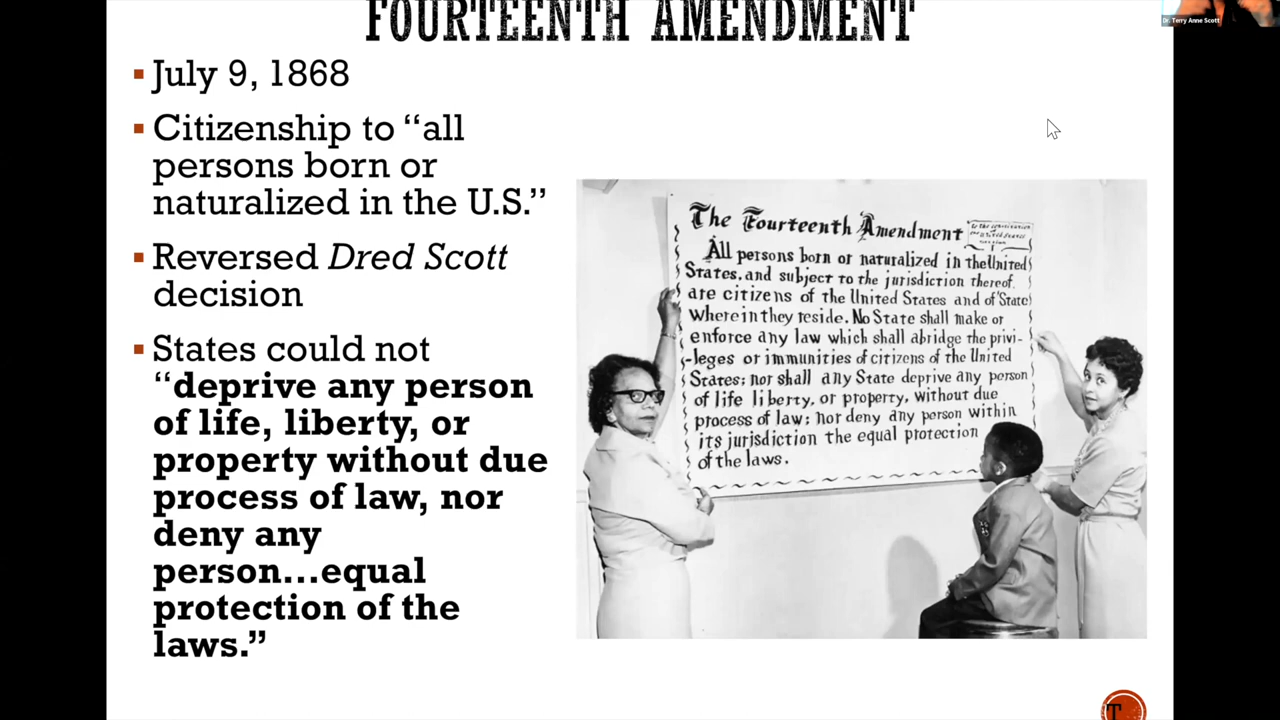 Dr. Terry Anne Scott
FOURTEENTH AMENDMENT
July 9, 1868
Citizenship to “all
persons born or
naturalized in the U.S.”
Reversed Dred Scott
decision
States could not
“deprive any person
of life, liberty, or
property without due
process of law, nor
deny any
person...equal
protection of the
laws.”
The Fourteenth Amendment
to the constitution
United States
All persons born or naturalized in the United
States, and subject to the jurisdiction thereof.
are citizens of the United States and of State
wherein they reside. No State shall make or
enforce any law which shall abridge the privi-
-leges or immunities of citizens of the United
States; nor shall any State deprive any person
of life liberty, or property, without due
process of law; nor deny any person within
its jurisdiction the equal protection
of the laws.
T